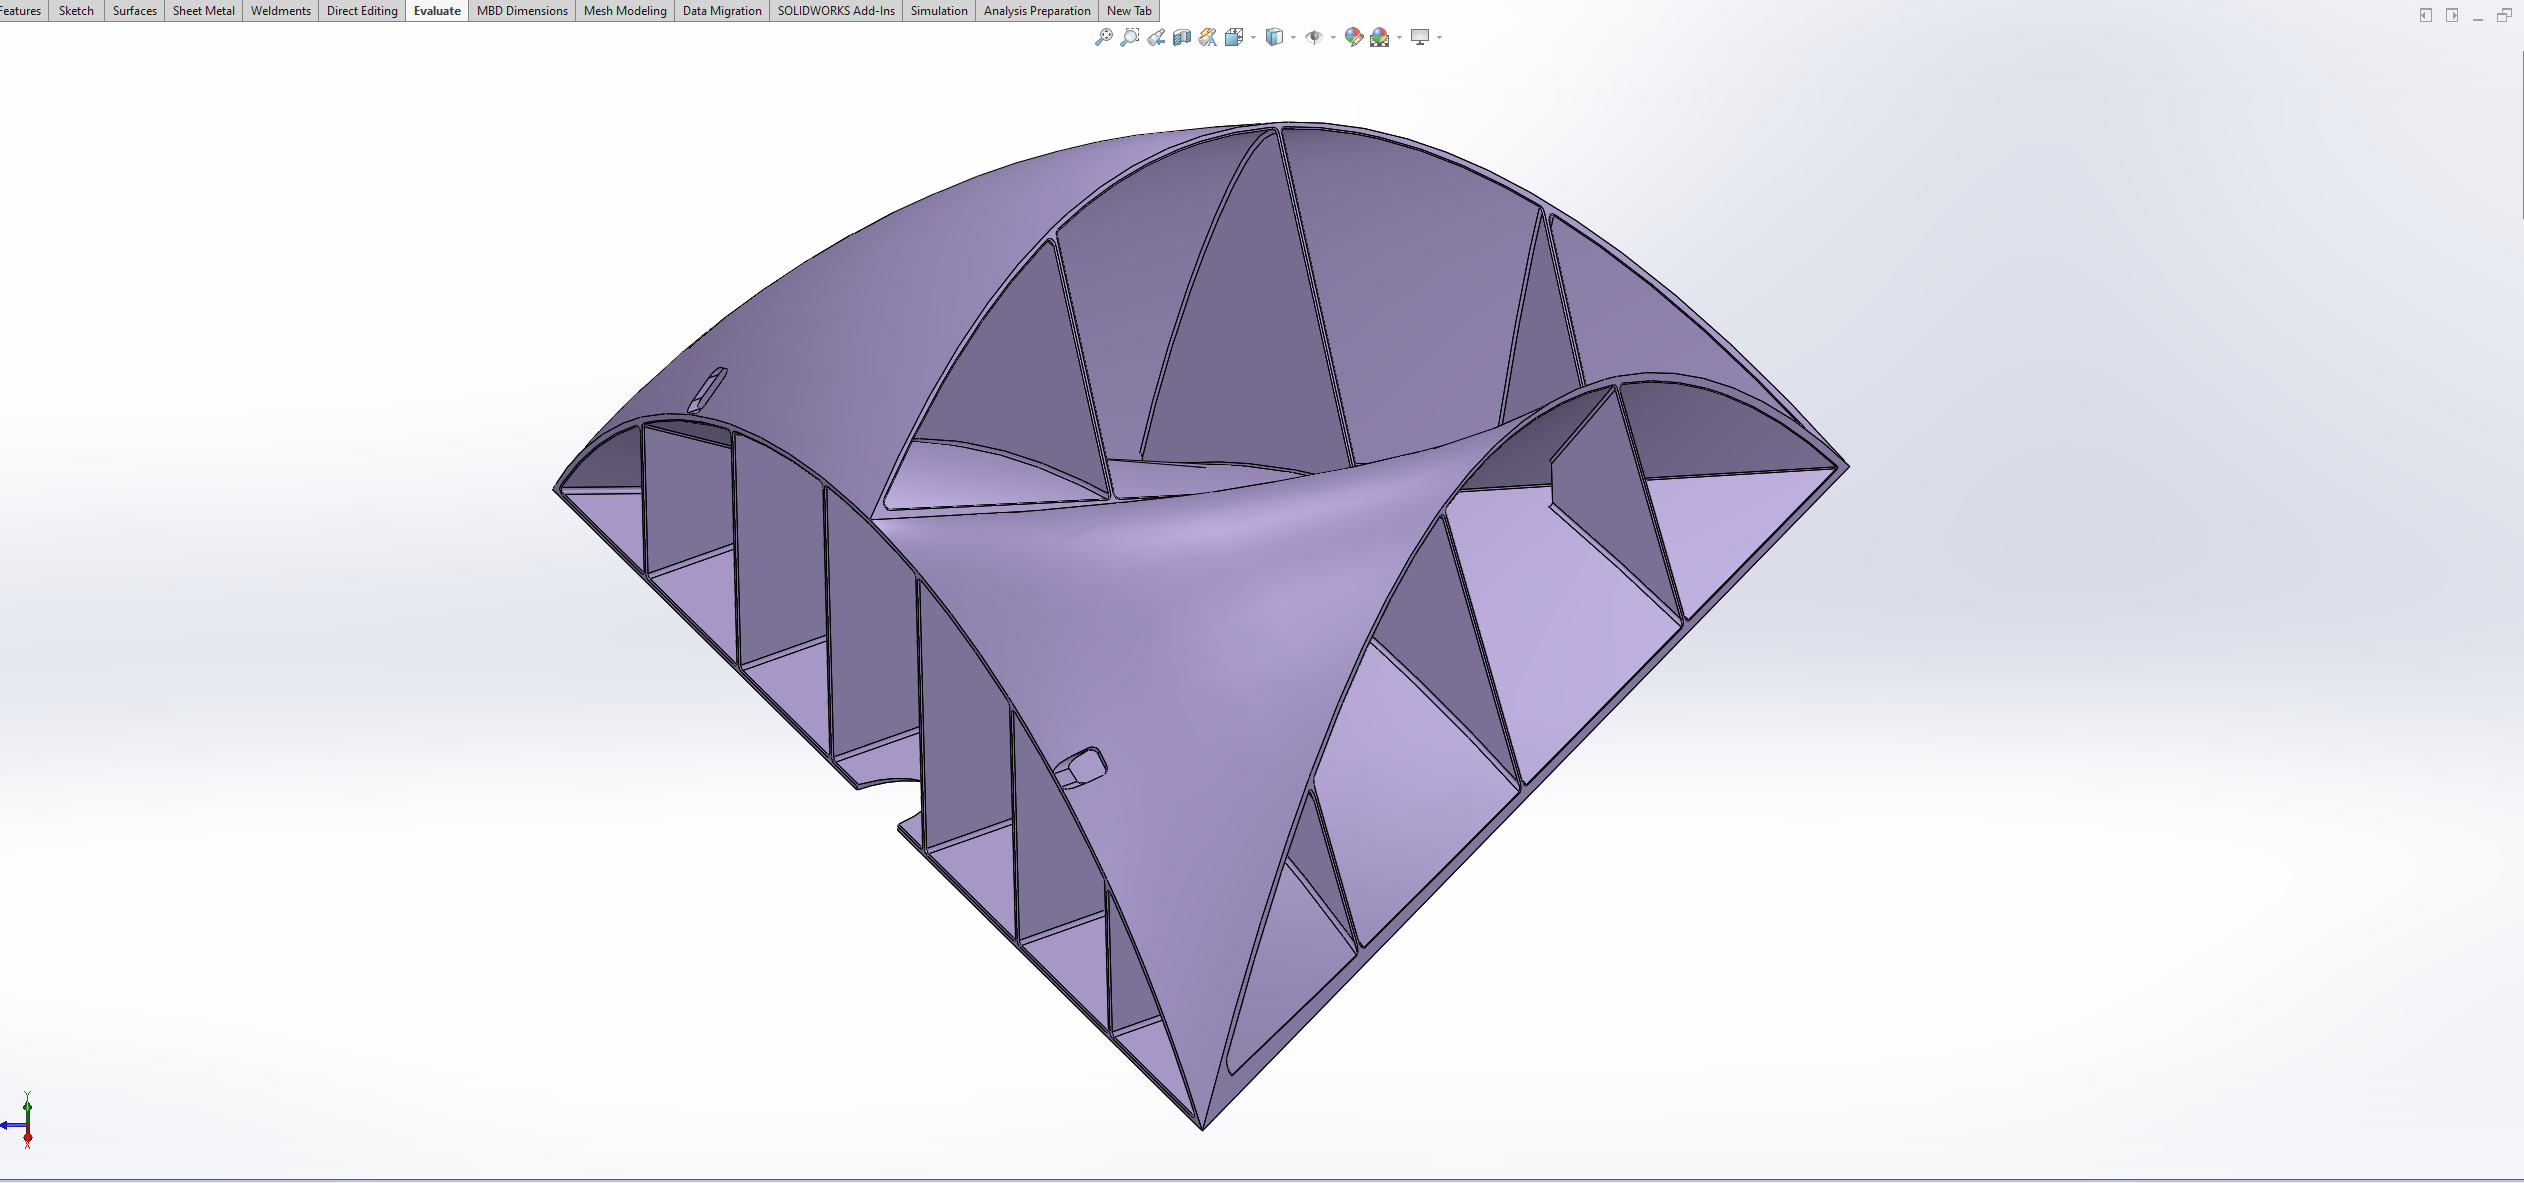 Features Sketch Surfaces Sheet Metal Weldments Direct Editing Evaluate MBD Dimensions Mesh Modeling Data Migration SOLIDWORKS Add-Ins Simulation Analysis Preparation New Tab
Y
X